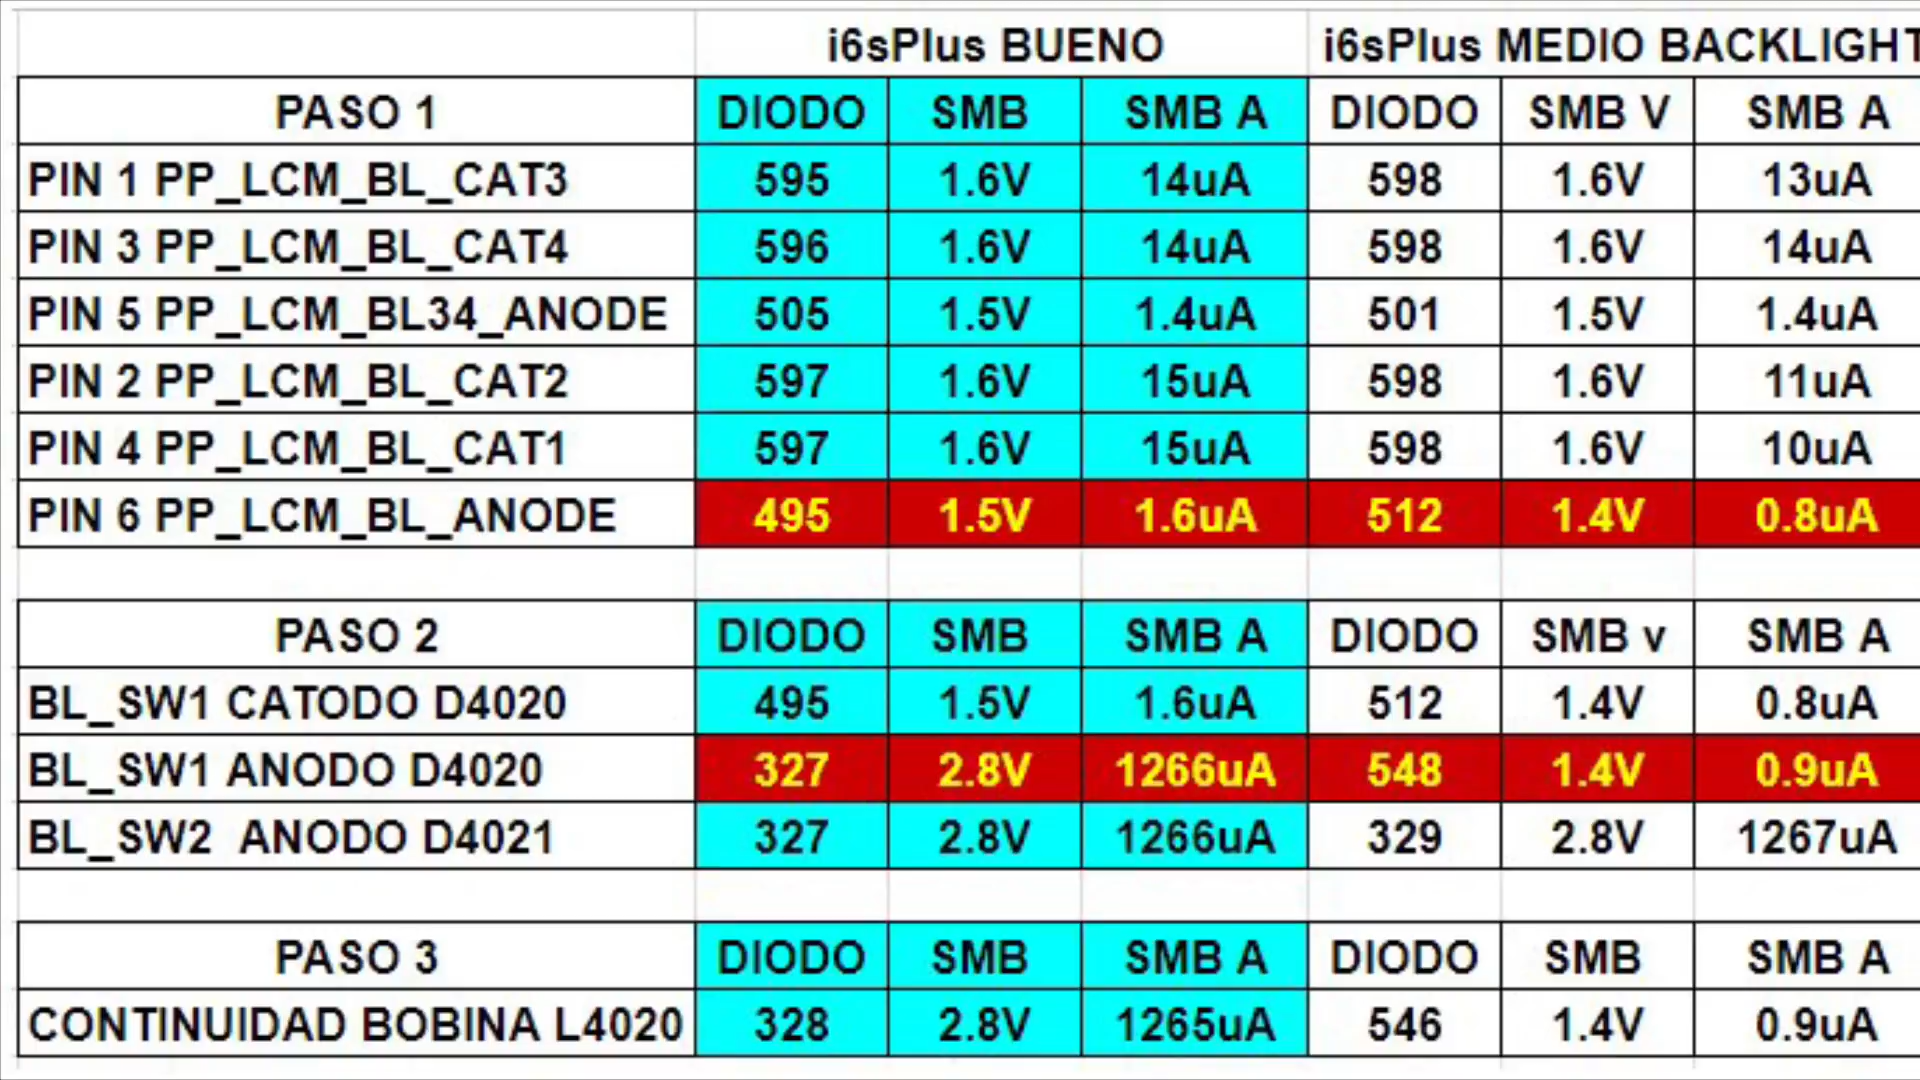 i6sPlus BUENO i6sPlus MEDIO BACKLIGHT
PASO 1 DIODO SMB SMB A DIODO SMB V SMB A
PIN 1 PP_LCM_BL_CAT3 595 1.6V 14uA 598 1.6V 13uA
PIN 3 PP_LCM_BL_CAT4 596 1.6V 14uA 598 1.6V 14uA
PIN 5 PP_LCM_BL34_ANODE 505 1.5V 1.4uA 501 1.5V 1.4uA
PIN 2 PP_LCM_BL_CAT2 597 1.6V 15uA 598 1.6V 11uA
PIN 4 PP_LCM_BL_CAT1 597 1.6V 15uA 598 1.6V 10uA
PIN 6 PP_LCM_BL_ANODE 495 1.5V 1.6uA 512 1.4V 0.8uA
PASO 2 DIODO SMB SMB A DIODO SMB v SMB A
BL_SW1 CATODO D4020 495 1.5V 1.6uA 512 1.4V 0.8uA
BL_SW1 ANODO D4020 327 2.8V 1266uA 548 1.4V 0.9uA
BL_SW2 ANODO D4021 327 2.8V 1266uA 329 2.8V 1267uA
PASO 3 DIODO SMB SMB A DIODO SMB SMB A
CONTINUIDAD BOBINA L4020 328 2.8V 1265uA 546 1.4V 0.9uA